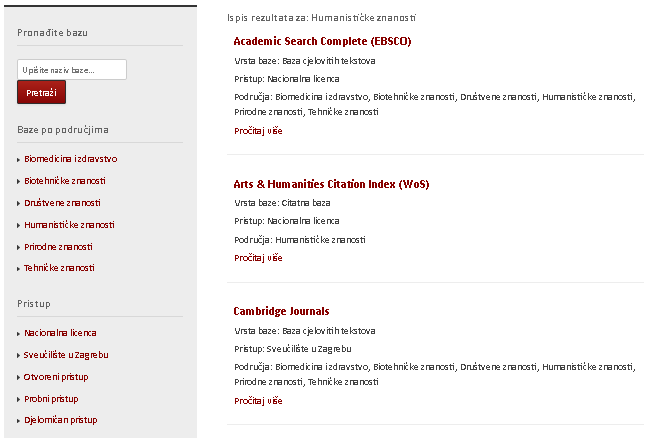 Pronađite bazu
Upišite naziv baze...
Pretraži
Baze po područjima
Biomedicina i zdravstvo
Biotehničke znanosti
Društvene znanosti
Humanističke znanosti
Prirodne znanosti
Tehničke znanosti
Pristup
Nacionalna licenca
Sveučilište u Zagrebu
Otvoreni pristup
Probni pristup
Djelomičan pristup
Ispis rezultata za: Humanističke znanosti
Academic Search Complete (EBSCO)
Vrsta baze: Baza cjelovitih tekstova
Pristup: Nacionalna licenca
Područja: Biomedicina i zdravstvo, Biotehničke znanosti, Društvene znanosti, Humanističke znanosti,
Prirodne znanosti, Tehničke znanosti
Pročitaj više
Arts & Humanities Citation Index (WoS)
Vrsta baze: Citatna baza
Pristup: Nacionalna licenca
Područja: Humanističke znanosti
Pročitaj više
Cambridge Journals
Vrsta baze: Baza cjelovitih tekstova
Pristup: Sveučilište u Zagrebu
Područja: Biomedicina i zdravstvo, Biotehničke znanosti, Društvene znanosti, Humanističke znanosti,
Prirodne znanosti, Tehničke znanosti
Pročitaj više